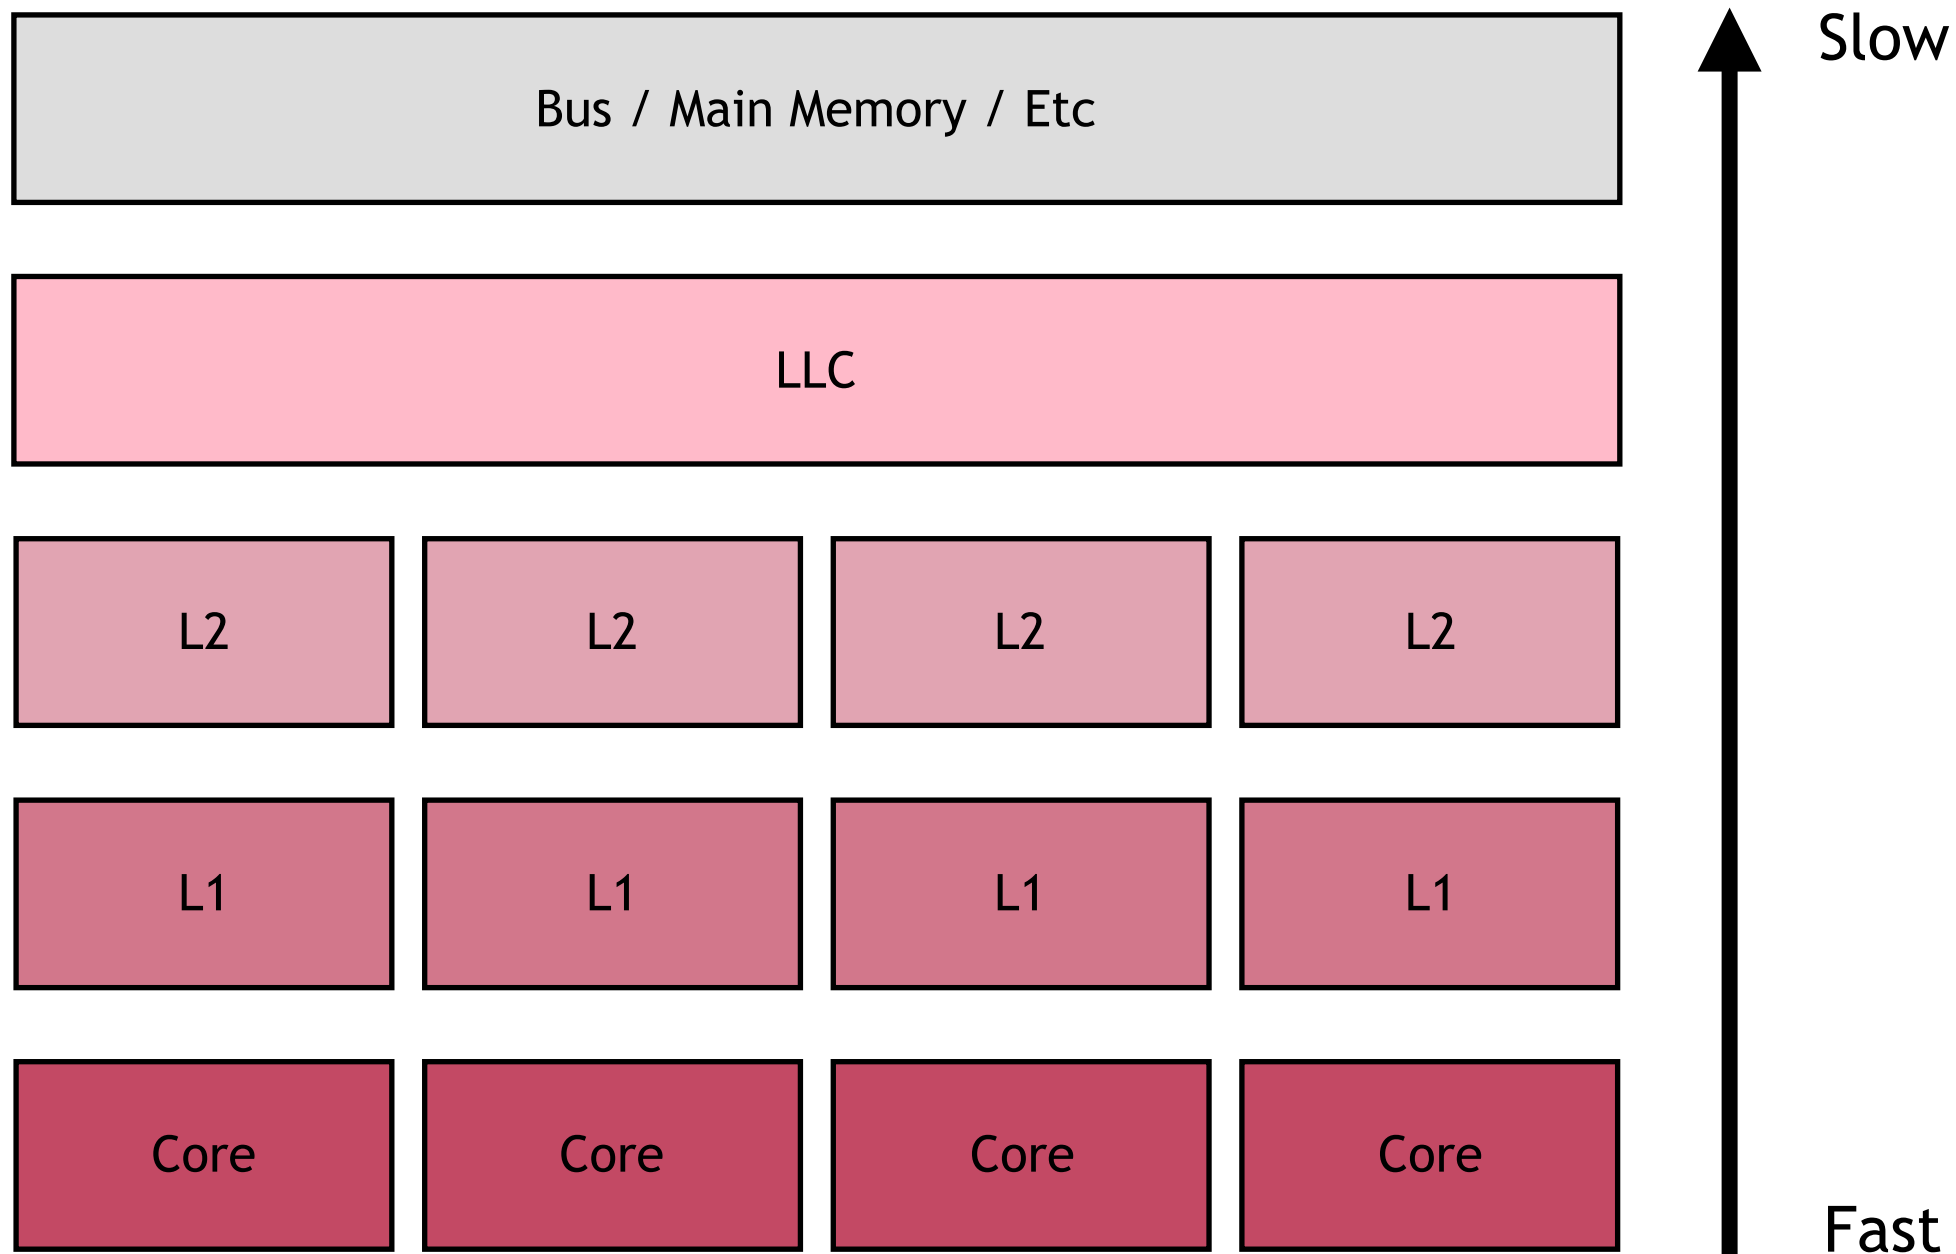 Slow
Bus / Main Memory / Etc
LLC
L2 L2 L2 L2
L1 L1 L1 L1
Core Core Core Core
Fast